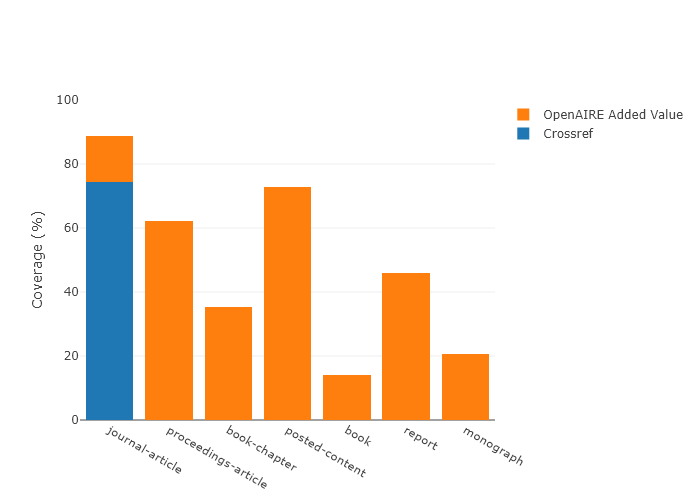 100
80
60
40
20
0
Coverage (%)
journal-article
proceedings-article
book-chapter
posted-content
book
report
monograph
OpenAIRE Added Value
Crossref